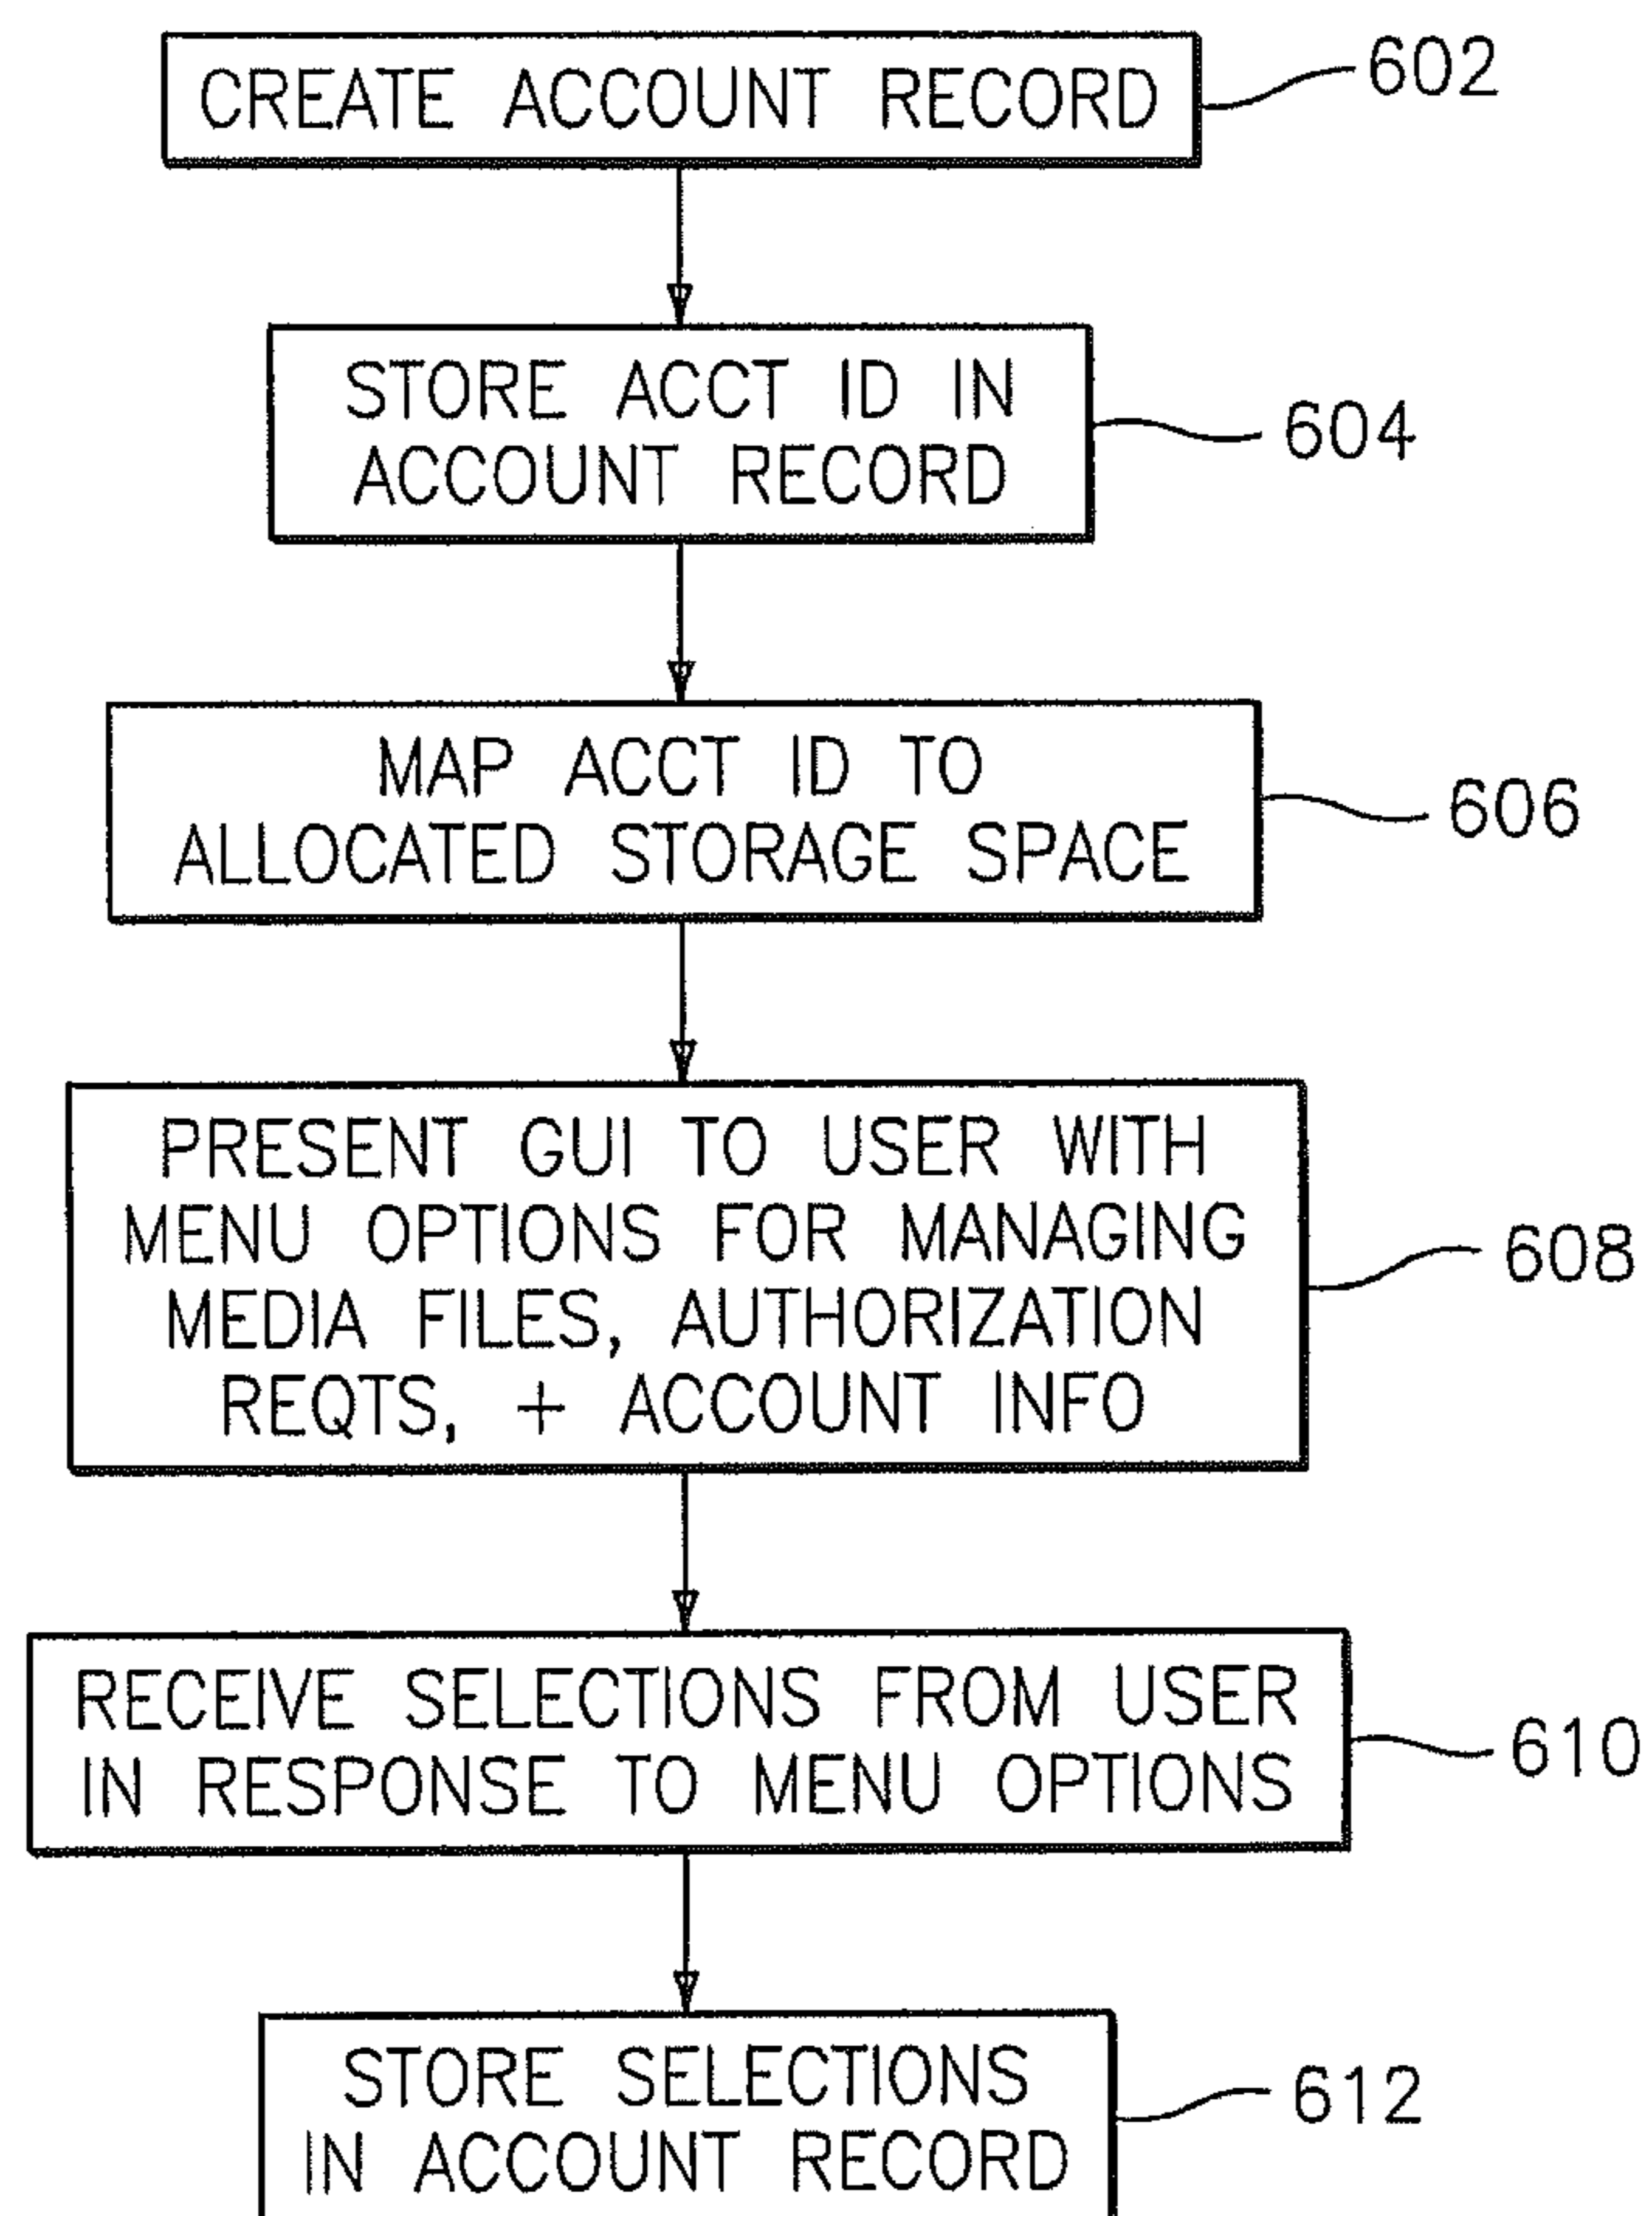 CREATE ACCOUNT RECORD
602
STORE ACCT ID IN
ACCOUNT RECORD
604
MAP ACCT ID TO
ALLOCATED STORAGE SPACE
606
PRESENT GUI TO USER WITH
MENU OPTIONS FOR MANAGING
MEDIA FILES, AUTHORIZATION
REQTS, + ACCOUNT INFO
608
RECEIVE SELECTIONS FROM USER
IN RESPONSE TO MENU OPTIONS
610
STORE SELECTIONS
IN ACCOUNT RECORD
612